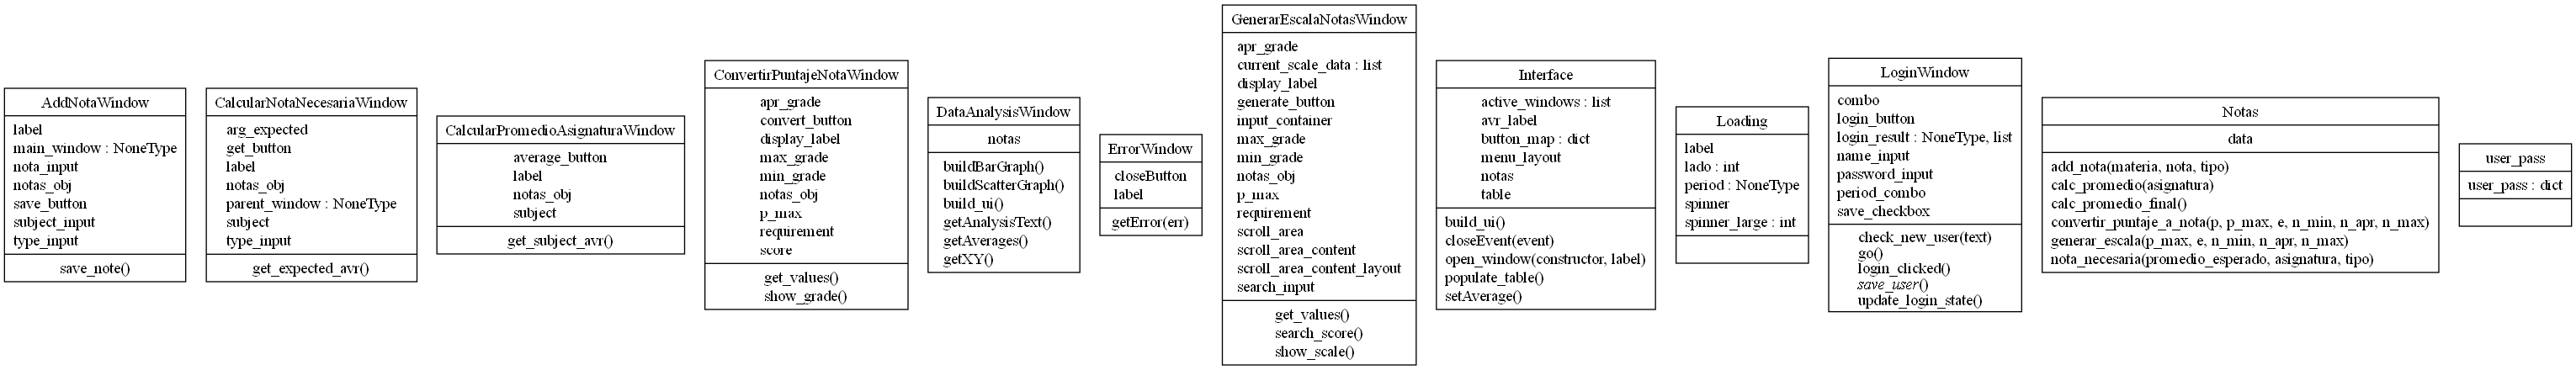 AddNotaWindow
label
main_window : NoneType
nota_input
notas_obj
save_button
subject_input
type_input
save_note()
CalcularNotaNecesariaWindow
arg_expected
get_button
label
notas_obj
parent_window : NoneType
subject
type_input
get_expected_avr()
CalcularPromedioAsignaturaWindow
average_button
label
notas_obj
subject
get_subject_avr()
ConvertirPuntajeNotaWindow
apr_grade
convert_button
display_label
max_grade
min_grade
notas_obj
p_max
requirement
score
get_values()
show_grade()
DataAnalysisWindow
notas
buildBarGraph()
buildScatterGraph()
build_ui()
getAnalysisText()
getAverages()
getXY()
ErrorWindow
closeButton
label
getError(err)
GenerarEscalaNotasWindow
apr_grade
current_scale_data : list
display_label
generate_button
input_container
max_grade
min_grade
notas_obj
p_max
requirement
scroll_area
scroll_area_content
scroll_area_content_layout
search_input
get_values()
search_score()
show_scale()
Interface
active_windows : list
avr_label
button_map : dict
menu_layout
notas
table
build_ui()
closeEvent(event)
open_window(constructor, label)
populate_table()
setAverage()
Loading
label
lado : int
period : NoneType
spinner
spinner_large : int
LoginWindow
combo
login_button
login_result : NoneType, list
name_input
password_input
period_combo
save_checkbox
check_new_user(text)
go()
login_clicked()
save_user()
update_login_state()
Notas
data
add_nota(materia, nota, tipo)
calc_promedio(asignatura)
calc_promedio_final()
convertir_puntaje_a_nota(p, p_max, e, n_min, n_apr, n_max)
generar_escala(p_max, e, n_min, n_apr, n_max)
nota_necesaria(promedio_esperado, asignatura, tipo)
user_pass
user_pass : dict